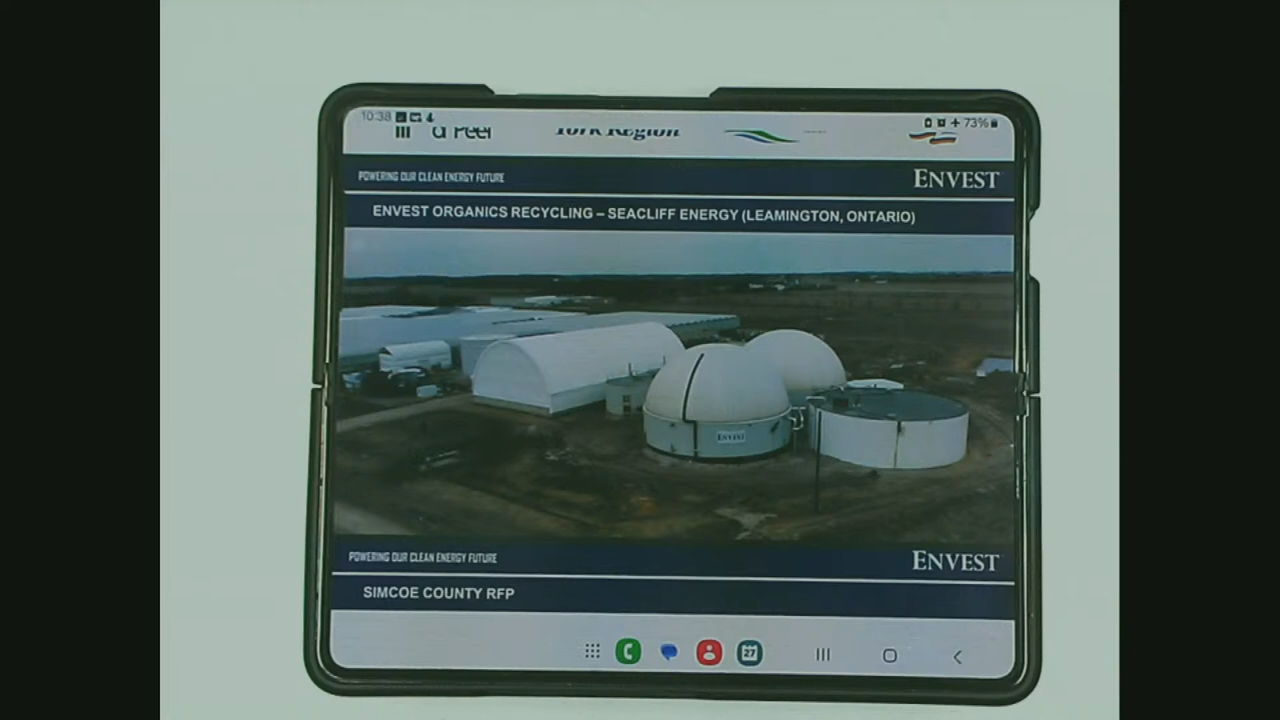 10:38
73%
Peel
York Region
POWERING OUR CLEAN ENERGY FUTURE
ENVEST
ENVEST ORGANICS RECYCLING – SEACLIFF ENERGY (LEAMINGTON, ONTARIO)
ENVEST
POWERING OUR CLEAN ENERGY FUTURE
ENVEST
SIMCOE COUNTY RFP
27